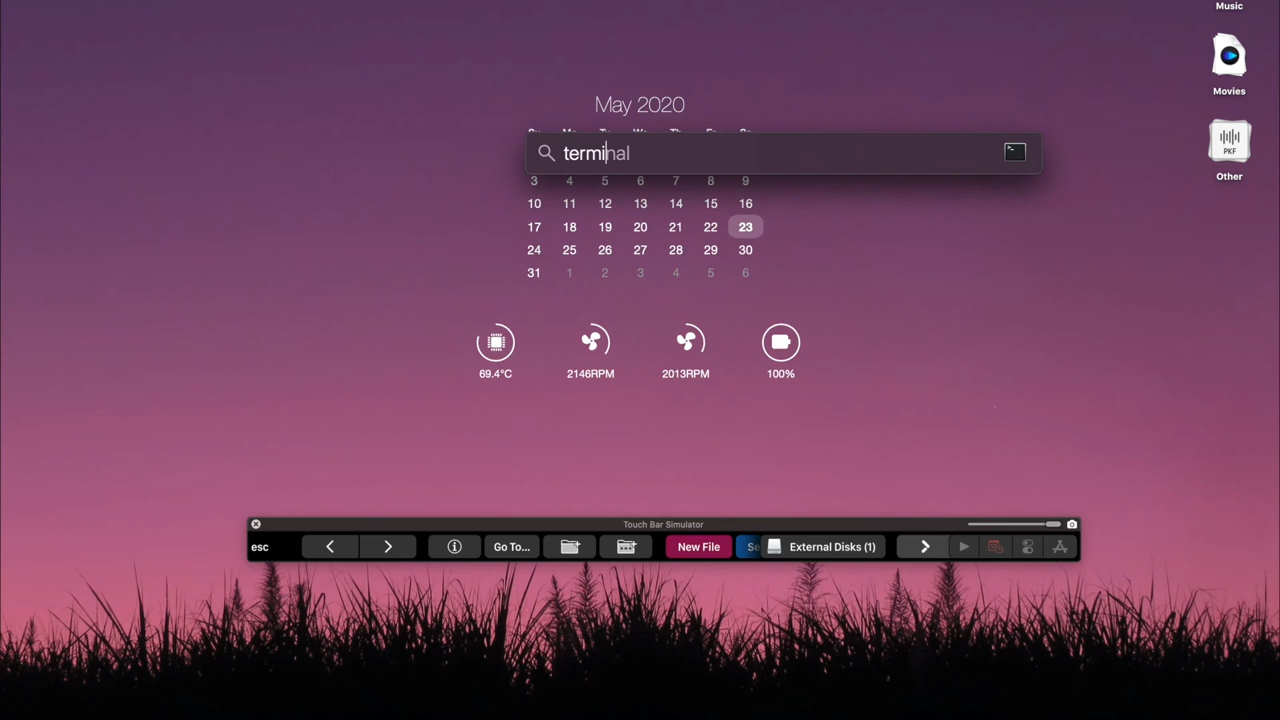 Music
Movies
PKF
Other
May 2020
terminal
3 4 5 6 7 8 9
10 11 12 13 14 15 16
17 18 19 20 21 22 23
24 25 26 27 28 29 30
31 1 2 3 4 5 6
69.4°C 2146RPM 2013RPM 100%
Touch Bar Simulator
esc Go To... New File Se External Disks (1)